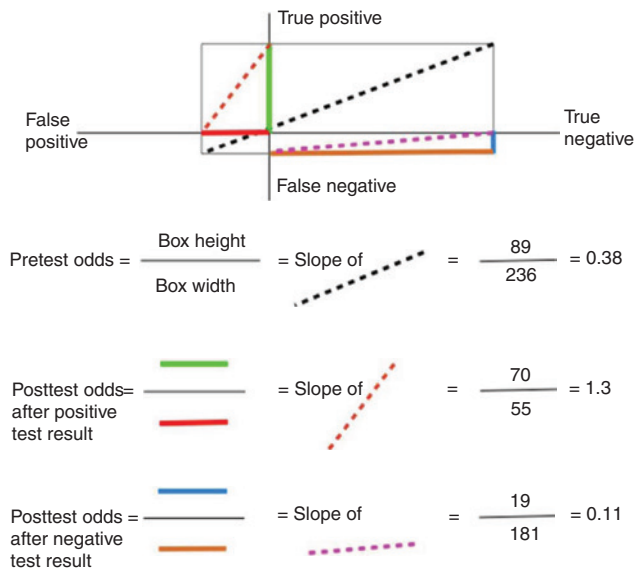 True positive
False
positive
True
negative
False negative
Pretest odds = Box height / Box width = Slope of = 89 / 236 = 0.38
Posttest odds= = Slope of = 70 / 55 = 1.3
after positive
test result
Posttest odds = = Slope of = 19 / 181 = 0.11
after negative
test result